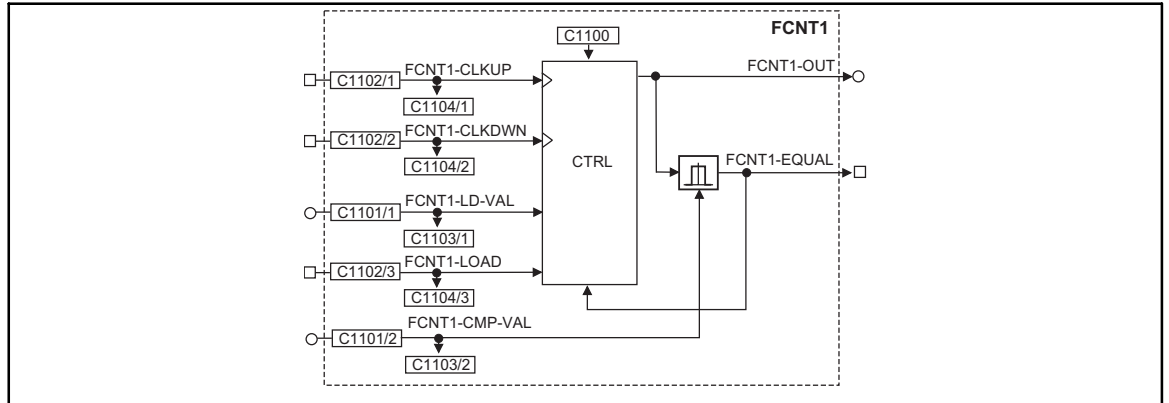 FCNT1
C1100
FCNT1-CLKUP
C1102/1
C1104/1
FCNT1-OUT
FCNT1-CLKDWN
C1102/2
C1104/2
CTRL
FCNT1-EQUAL
FCNT1-LD-VAL
C1101/1
C1103/1
FCNT1-LOAD
C1102/3
C1104/3
FCNT1-CMP-VAL
C1101/2
C1103/2